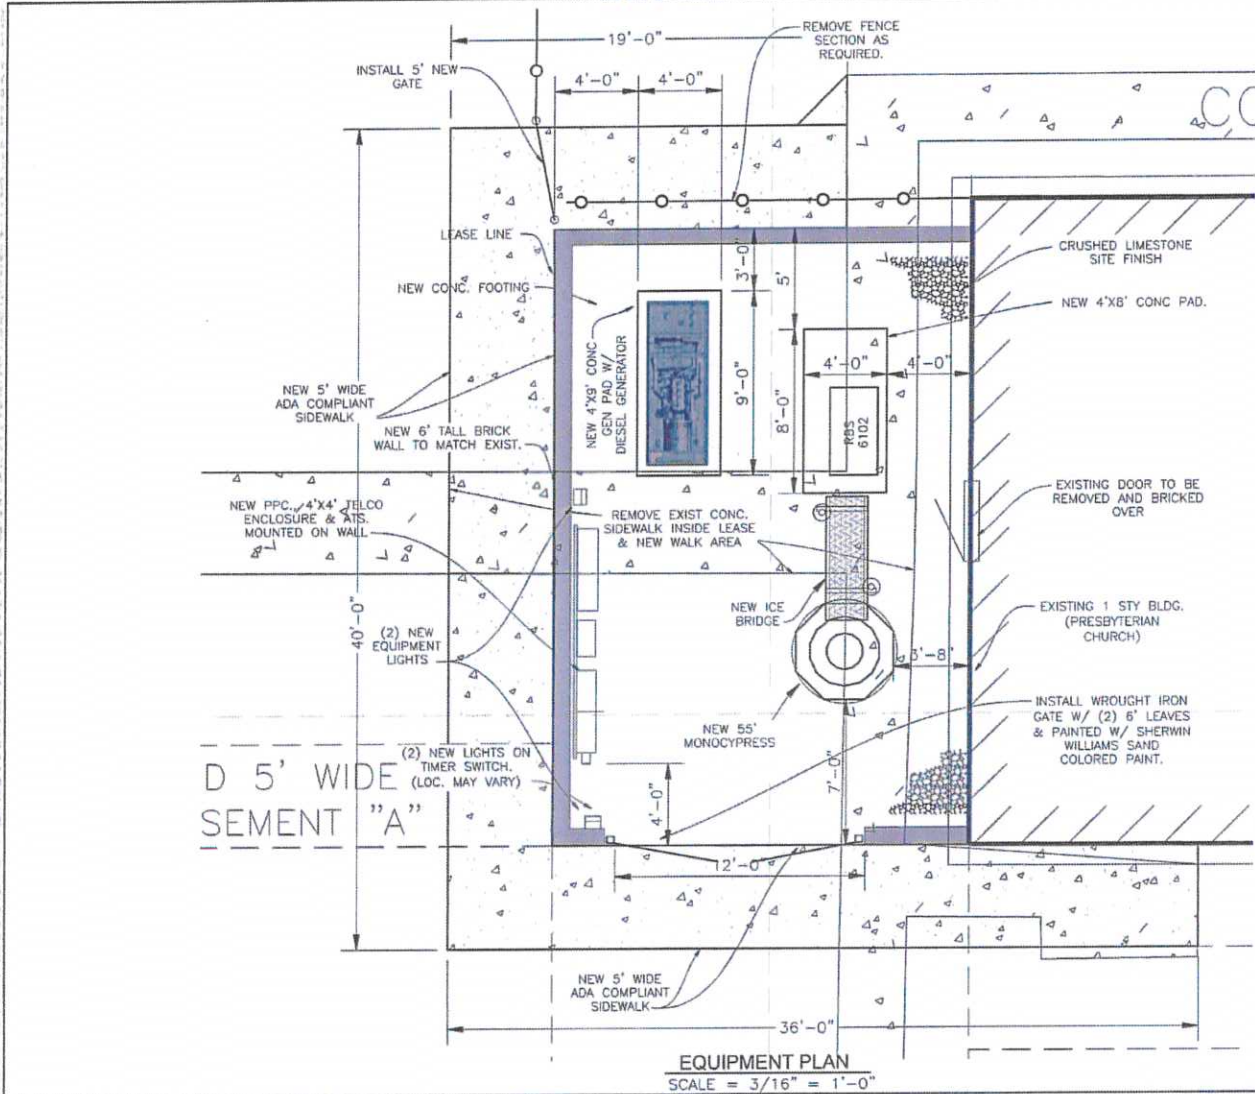 19'-0"
REMOVE FENCE
SECTION AS
REQUIRED.
INSTALL 5' NEW
GATE
4'-0"
4'-0"
CO
LEASE LINE
3'-0"
5'
CRUSHED LIMESTONE
SITE FINISH
NEW CONC. FOOTING
NEW 4'X8' CONC PAD.
NEW 4'X9' CONC
GEN PAD W/
DIESEL GENERATOR
9'-0"
4'-0"
4'-0"
8'-0"
RBS
6102
NEW 5' WIDE
ADA COMPLIANT
SIDEWALK
NEW 6' TALL BRICK
WALL TO MATCH EXIST.
NEW PPC., 4'X4' TELCO
ENCLOSURE & ATS.
MOUNTED ON WALL
REMOVE EXIST CONC.
SIDEWALK INSIDE LEASE
& NEW WALK AREA
EXISTING DOOR TO BE
REMOVED AND BRICKED
OVER
40'-0"
NEW ICE
BRIDGE
EXISTING 1 STY BLDG.
(PRESBYTERIAN
CHURCH)
(2) NEW
EQUIPMENT
LIGHTS
3'-8"
INSTALL WROUGHT IRON
GATE W/ (2) 6' LEAVES
& PAINTED W/ SHERWIN
WILLIAMS SAND
COLORED PAINT.
NEW 55'
MONOCYPRESS
(2) NEW LIGHTS ON
TIMER SWITCH.
(LOC. MAY VARY)
D 5' WIDE
SEMENT "A"
4'-0"
7'-0"
12'-0"
NEW 5' WIDE
ADA COMPLIANT
SIDEWALK
36'-0"
EQUIPMENT PLAN
SCALE = 3/16" = 1'-0"